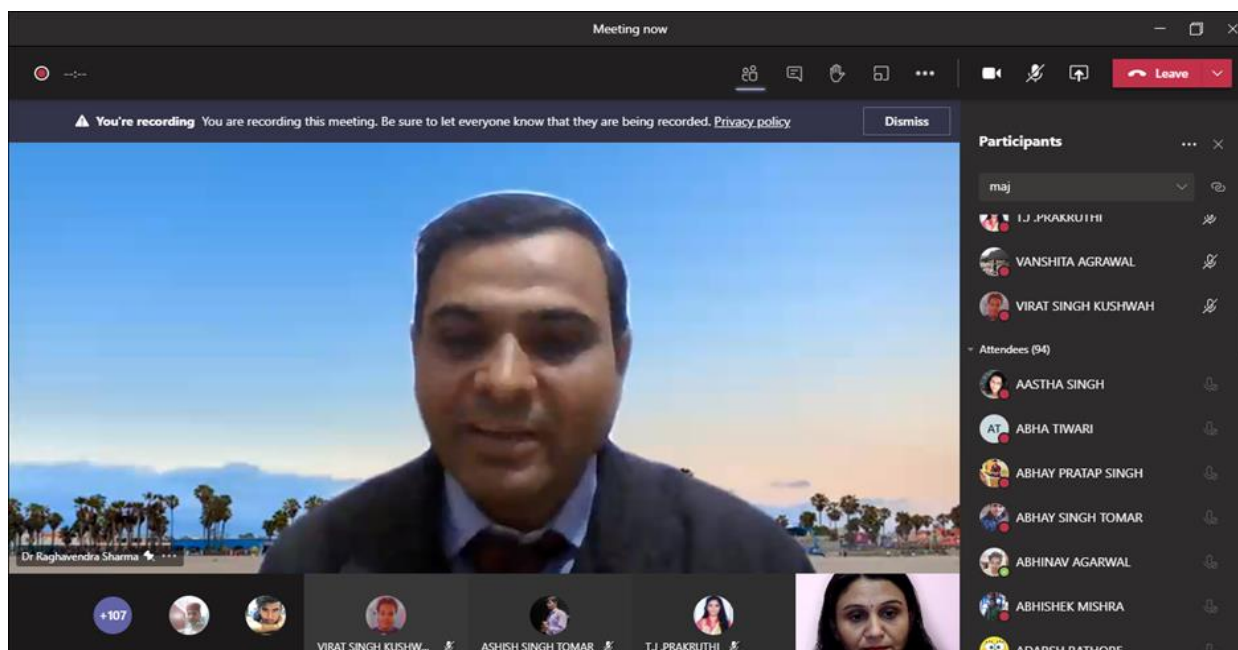 Meeting now
--:--
Leave
You're recording You are recording this meeting. Be sure to let everyone know that they are being recorded. Privacy policy
Dismiss
Participants
maj
T.J .PRAKRUTHI
VANSHITA AGRAWAL
VIRAT SINGH KUSHWAH
Attendees (94)
AASTHA SINGH
AT ABHA TIWARI
ABHAY PRATAP SINGH
ABHAY SINGH TOMAR
ABHINAV AGARWAL
ABHISHEK MISHRA
ADARSH RATHORE
Dr Raghavendra Sharma
+107
VIRAT SINGH KUSHW...
ASHISH SINGH TOMAR
T.J .PRAKRUTHI